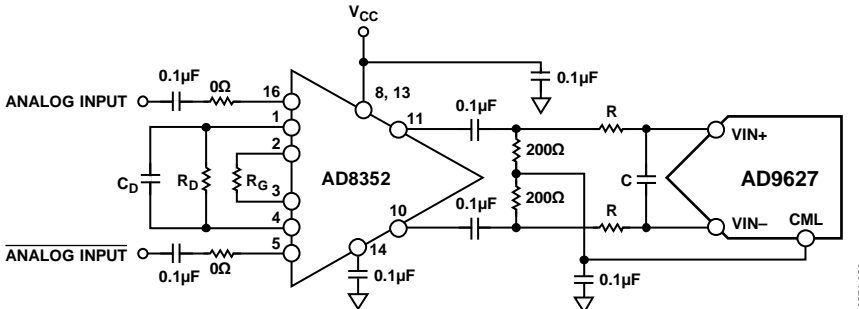 VCC
0.1µF
0Ω
ANALOG INPUT
16
8, 13
0.1µF
11
0.1µF
R
VIN+
1
2
CD
RD
RG
AD8352
200Ω
200Ω
C
AD9627
3
4
0.1µF
10
R
VIN–
CML
ANALOG INPUT
5
14
0.1µF
0Ω
0.1µF
0.1µF